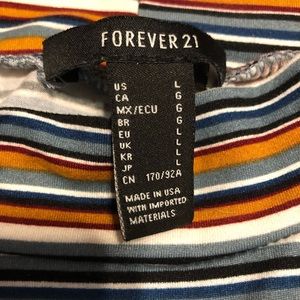 FOREVER 21
US L
CA G
MX/ECU G
BR G
EU L
UK L
KR L
JP L
CN 170/92A
MADE IN USA
WITH IMPORTED
MATERIALS